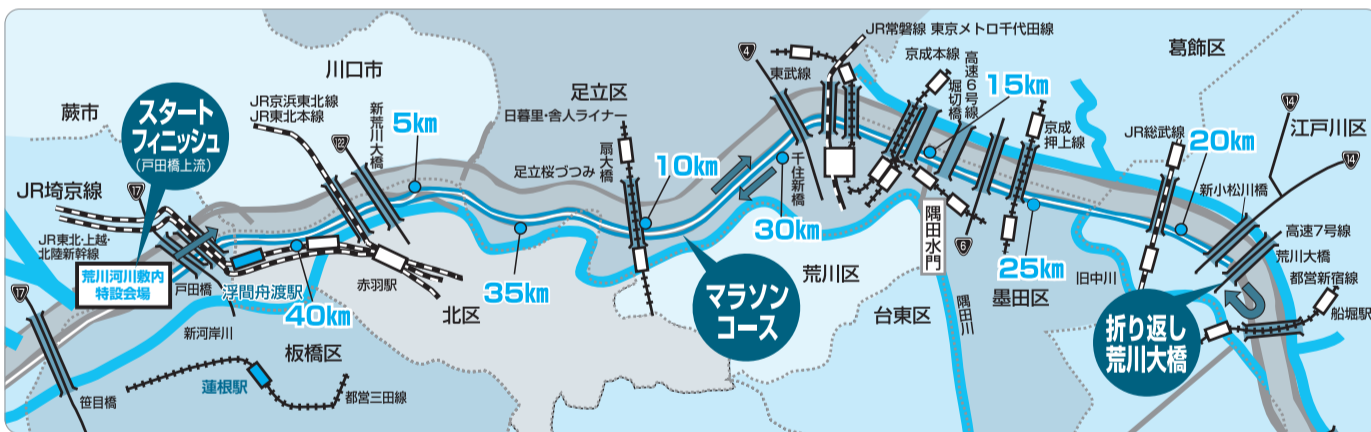 蕨市
スタート
フィニッシュ
(戸田橋上流)
JR埼京線
17
JR東北・上越・
北陸新幹線
荒川河川敷内
特設会場
17
笹目橋
戸田橋
新河岸川
浮間舟渡駅
蓮根駅
板橋区
都営三田線
40km
川口市
JR京浜東北線
JR東北本線
122
新荒川大橋
5km
赤羽駅
北区
35km
足立区
日暮里・舎人ライナー
足立桜づつみ
扇大橋
10km
マラソン
コース
4
東武線
千住新橋
30km
荒川区
JR常磐線 東京メトロ千代田線
京成本線
堀切橋
高速6号線
15km
隅田水門
6
台東区
隅田川
京成
押上線
25km
墨田区
旧中川
葛飾区
JR総武線
20km
14
江戸川区
14
新小松川橋
高速7号線
荒川大橋
都営新宿線
船堀駅
折り返し
荒川大橋